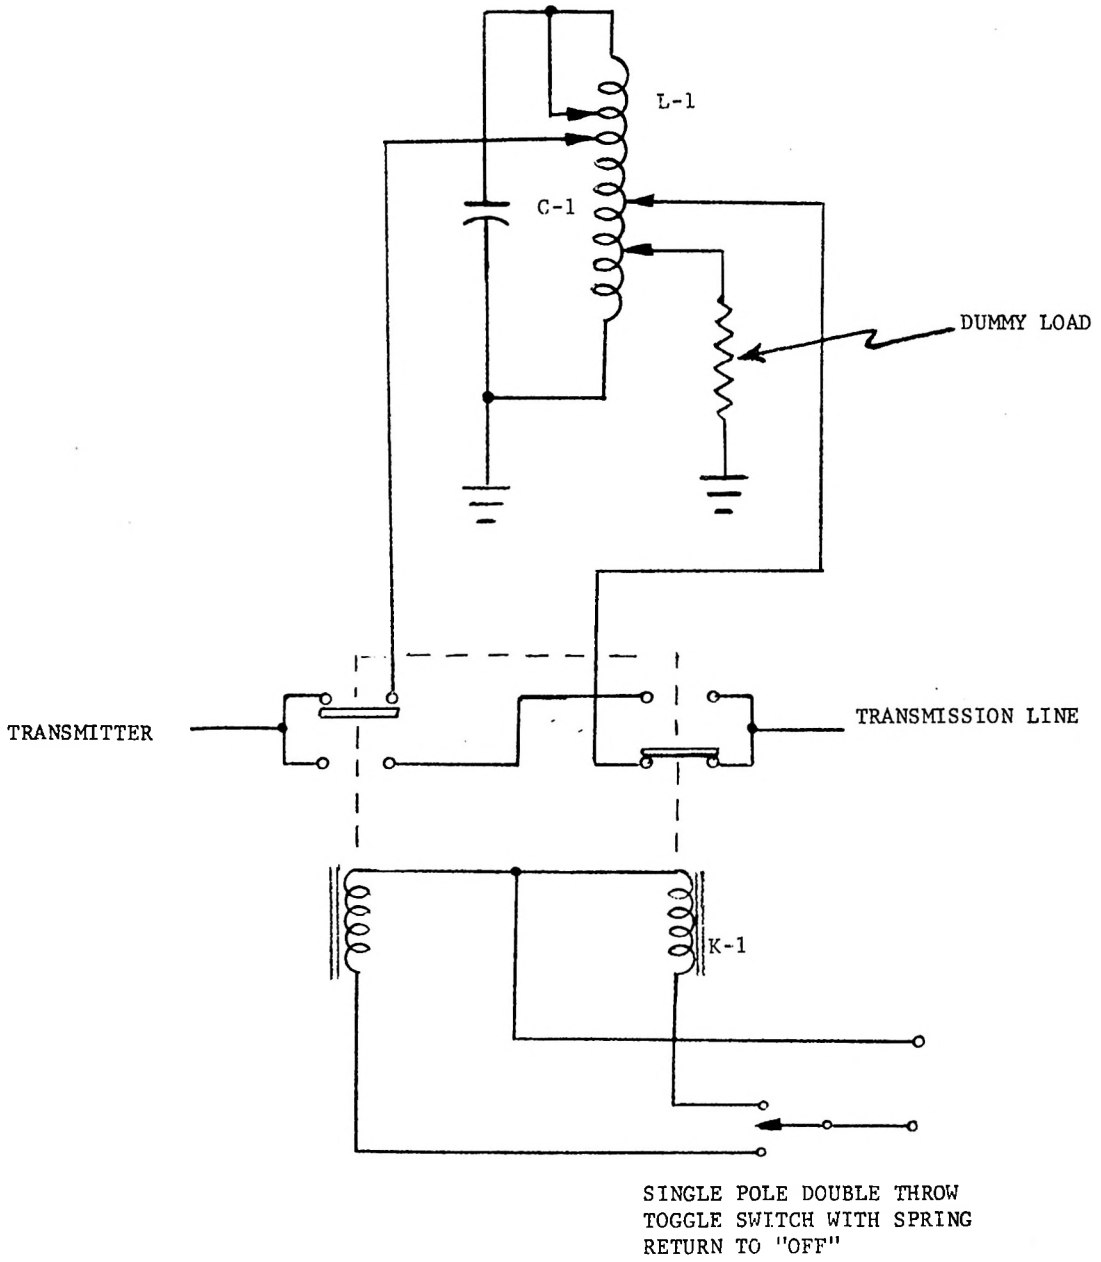 L-1
C-1
DUMMY LOAD
TRANSMITTER
TRANSMISSION LINE
K-1
SINGLE POLE DOUBLE THROW
TOGGLE SWITCH WITH SPRING
RETURN TO "OFF"